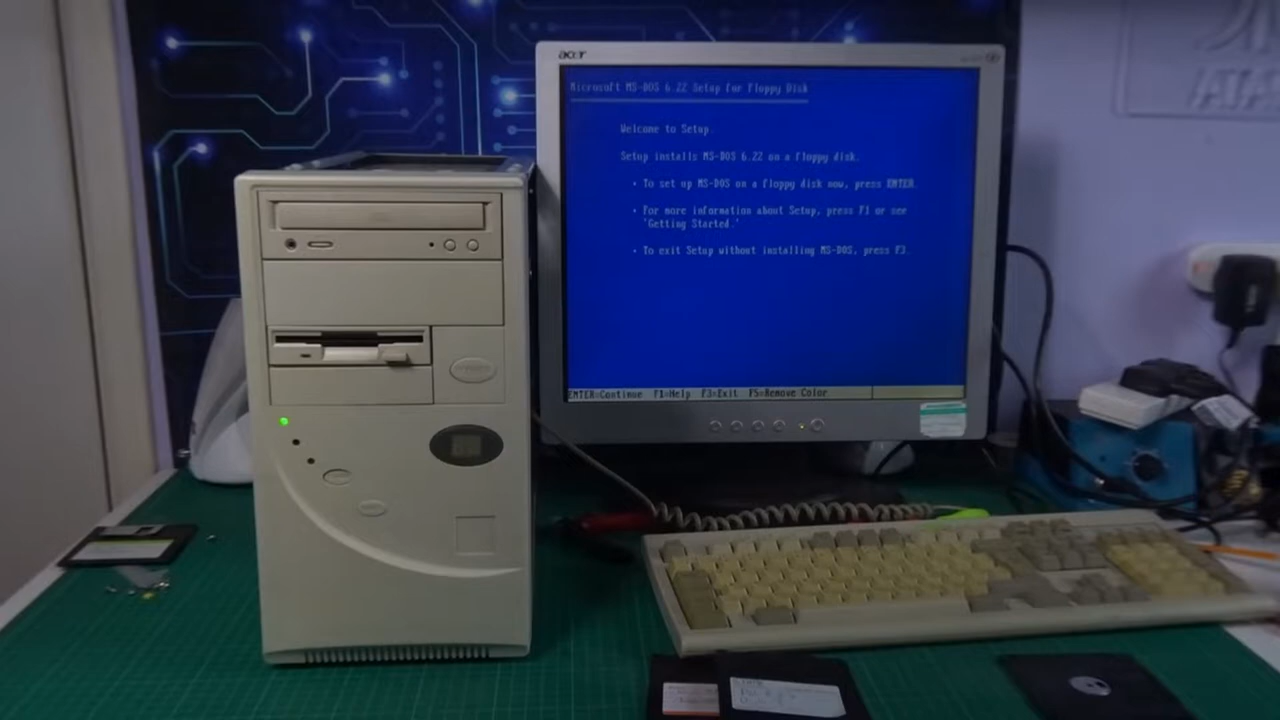 acer
Microsoft MS-DOS 6.22 Setup for Floppy Disk
Welcome to Setup.
Setup installs MS-DOS 6.22 on a floppy disk.
• To set up MS-DOS on a floppy disk now, press ENTER.
• For more information about Setup, press F1 or see
'Getting Started.'
• To exit Setup without installing MS-DOS, press F3.
ENTER=Continue F1=Help F3=Exit F5=Remove Color